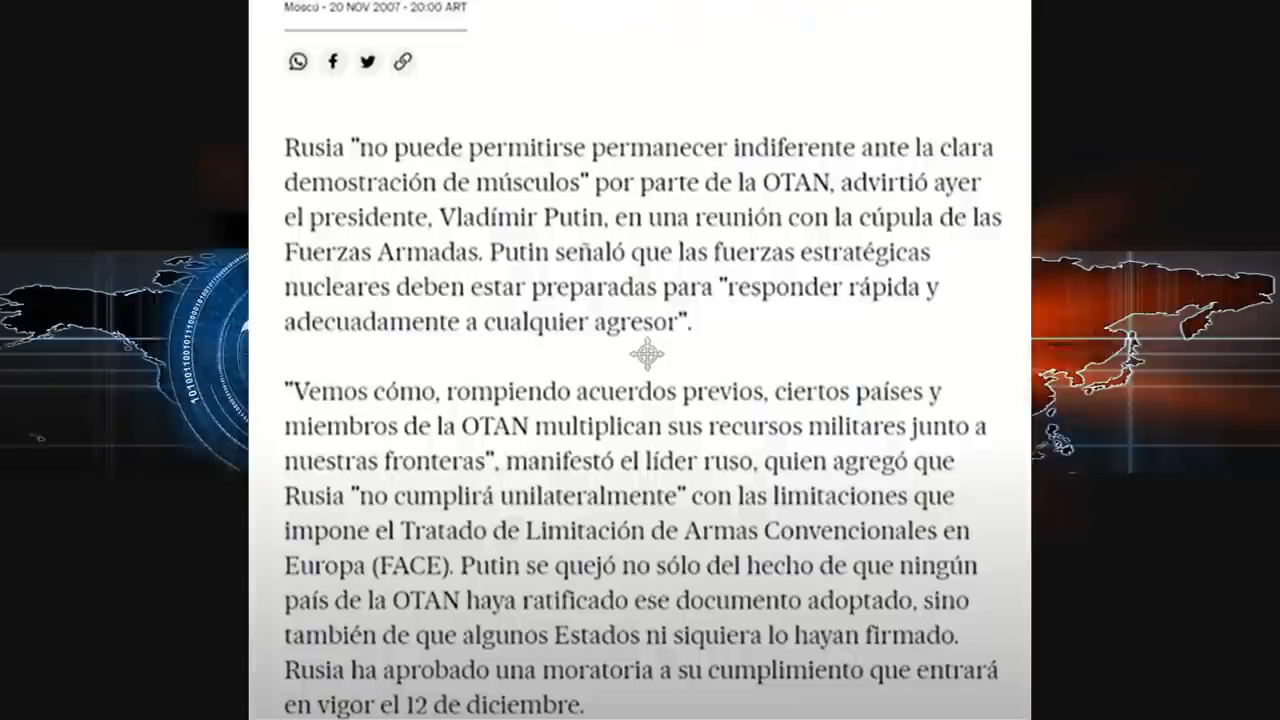 Moscú - 20 NOV 2007 - 20:00 ART
Rusia "no puede permitirse permanecer indiferente ante la clara
demostración de músculos" por parte de la OTAN, advirtió ayer
el presidente, Vladímir Putin, en una reunión con la cúpula de las
Fuerzas Armadas. Putin señaló que las fuerzas estratégicas
nucleares deben estar preparadas para "responder rápida y
adecuadamente a cualquier agresor".
"Vemos cómo, rompiendo acuerdos previos, ciertos países y
miembros de la OTAN multiplican sus recursos militares junto a
nuestras fronteras", manifestó el líder ruso, quien agregó que
Rusia "no cumplirá unilateralmente" con las limitaciones que
impone el Tratado de Limitación de Armas Convencionales en
Europa (FACE). Putin se quejó no sólo del hecho de que ningún
país de la OTAN haya ratificado ese documento adoptado, sino
también de que algunos Estados ni siquiera lo hayan firmado.
Rusia ha aprobado una moratoria a su cumplimiento que entrará
en vigor el 12 de diciembre.